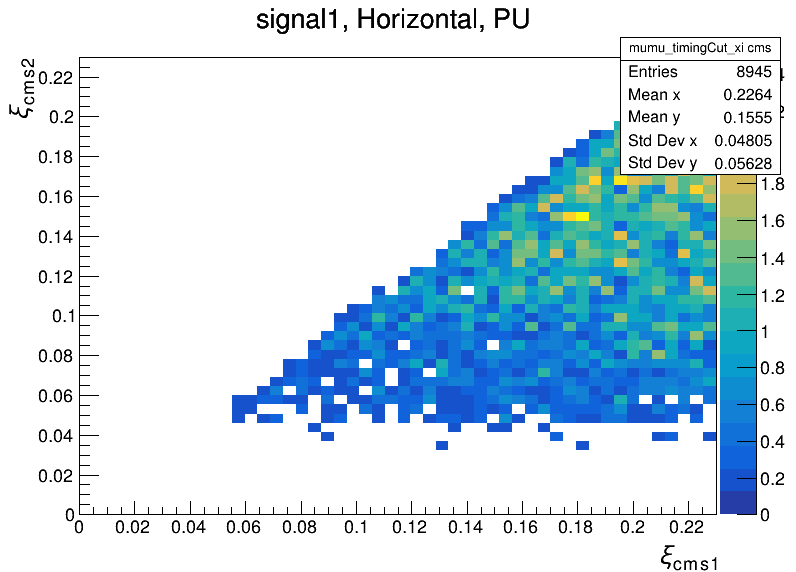 signal1, Horizontal, PU
mumu_timingCut_xi cms
Entries 8945
Mean x 0.2264
Mean y 0.1555
Std Dev x 0.04805
Std Dev y 0.05628
ξcms2
0.22
0.2
0.18
0.16
0.14
0.12
0.1
0.08
0.06
0.04
0.02
0
0 0.02 0.04 0.06 0.08 0.1 0.12 0.14 0.16 0.18 0.2 0.22
ξcms1
1.8
1.6
1.4
1.2
1
0.8
0.6
0.4
0.2
0